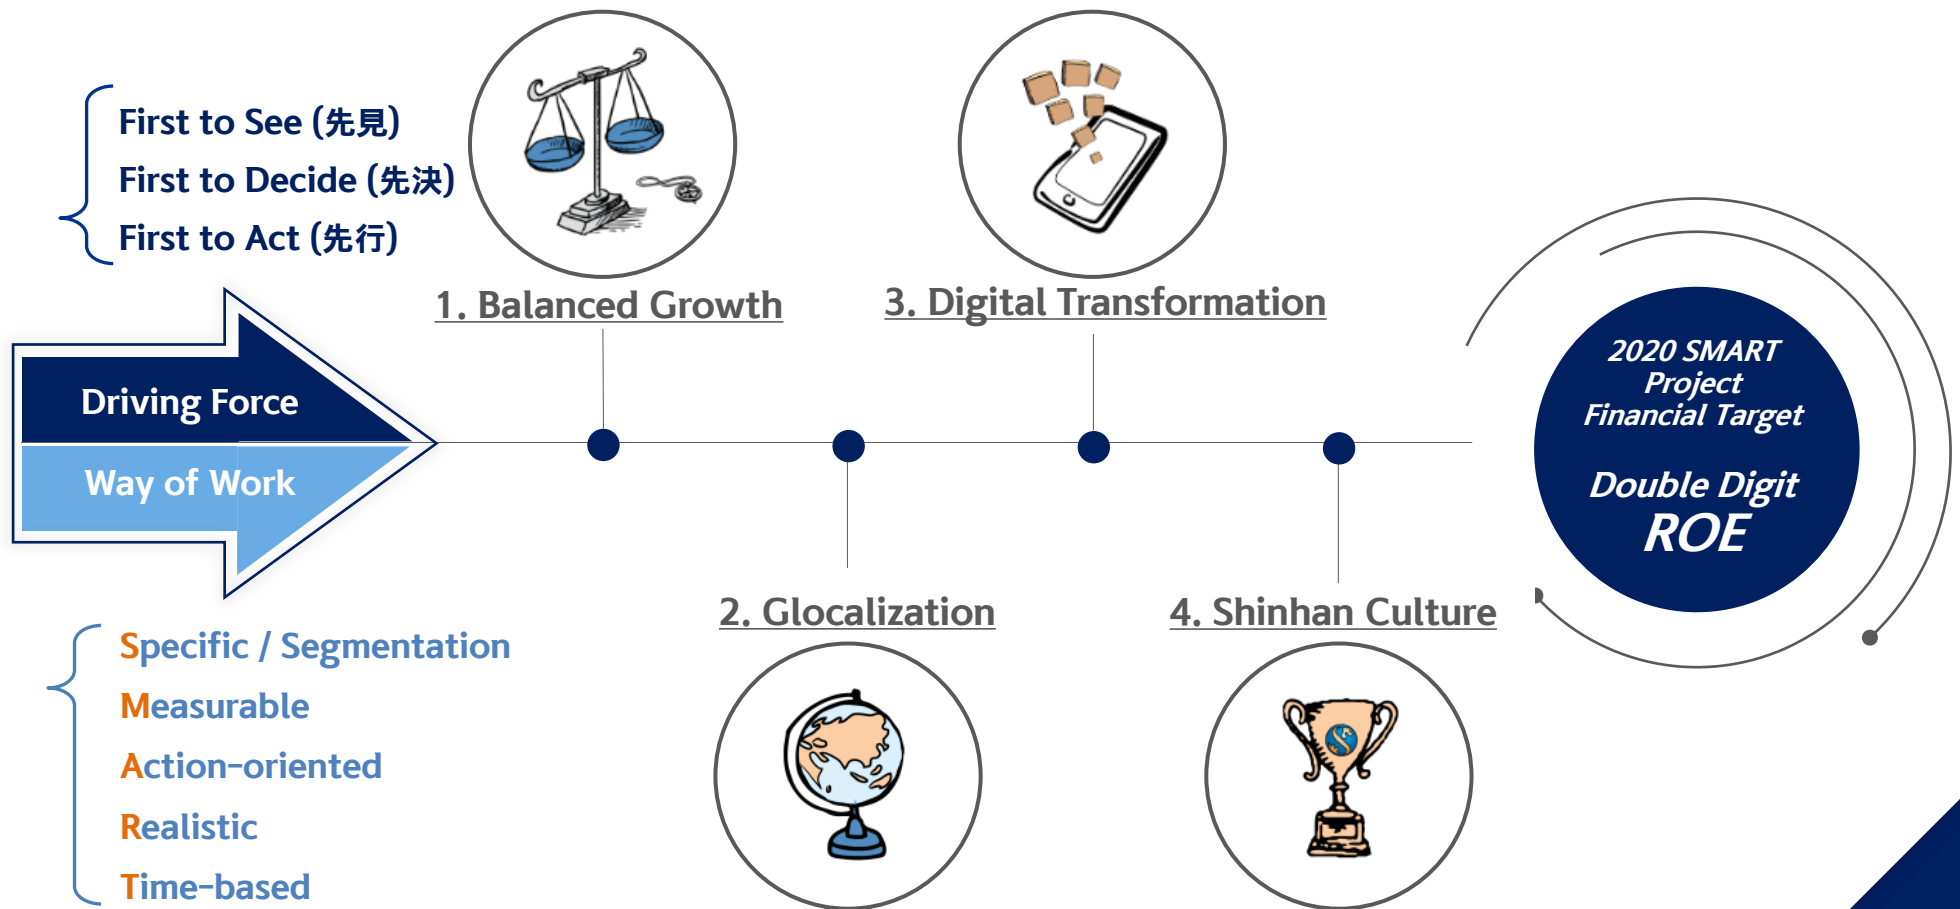 First to See (先見)
First to Decide (先決)
First to Act (先行)
Driving Force
Way of Work
Specific / Segmentation
Measurable
Action-oriented
Realistic
Time-based
1. Balanced Growth
2. Glocalization
3. Digital Transformation
4. Shinhan Culture
2020 SMART
Project
Financial Target
Double Digit
ROE